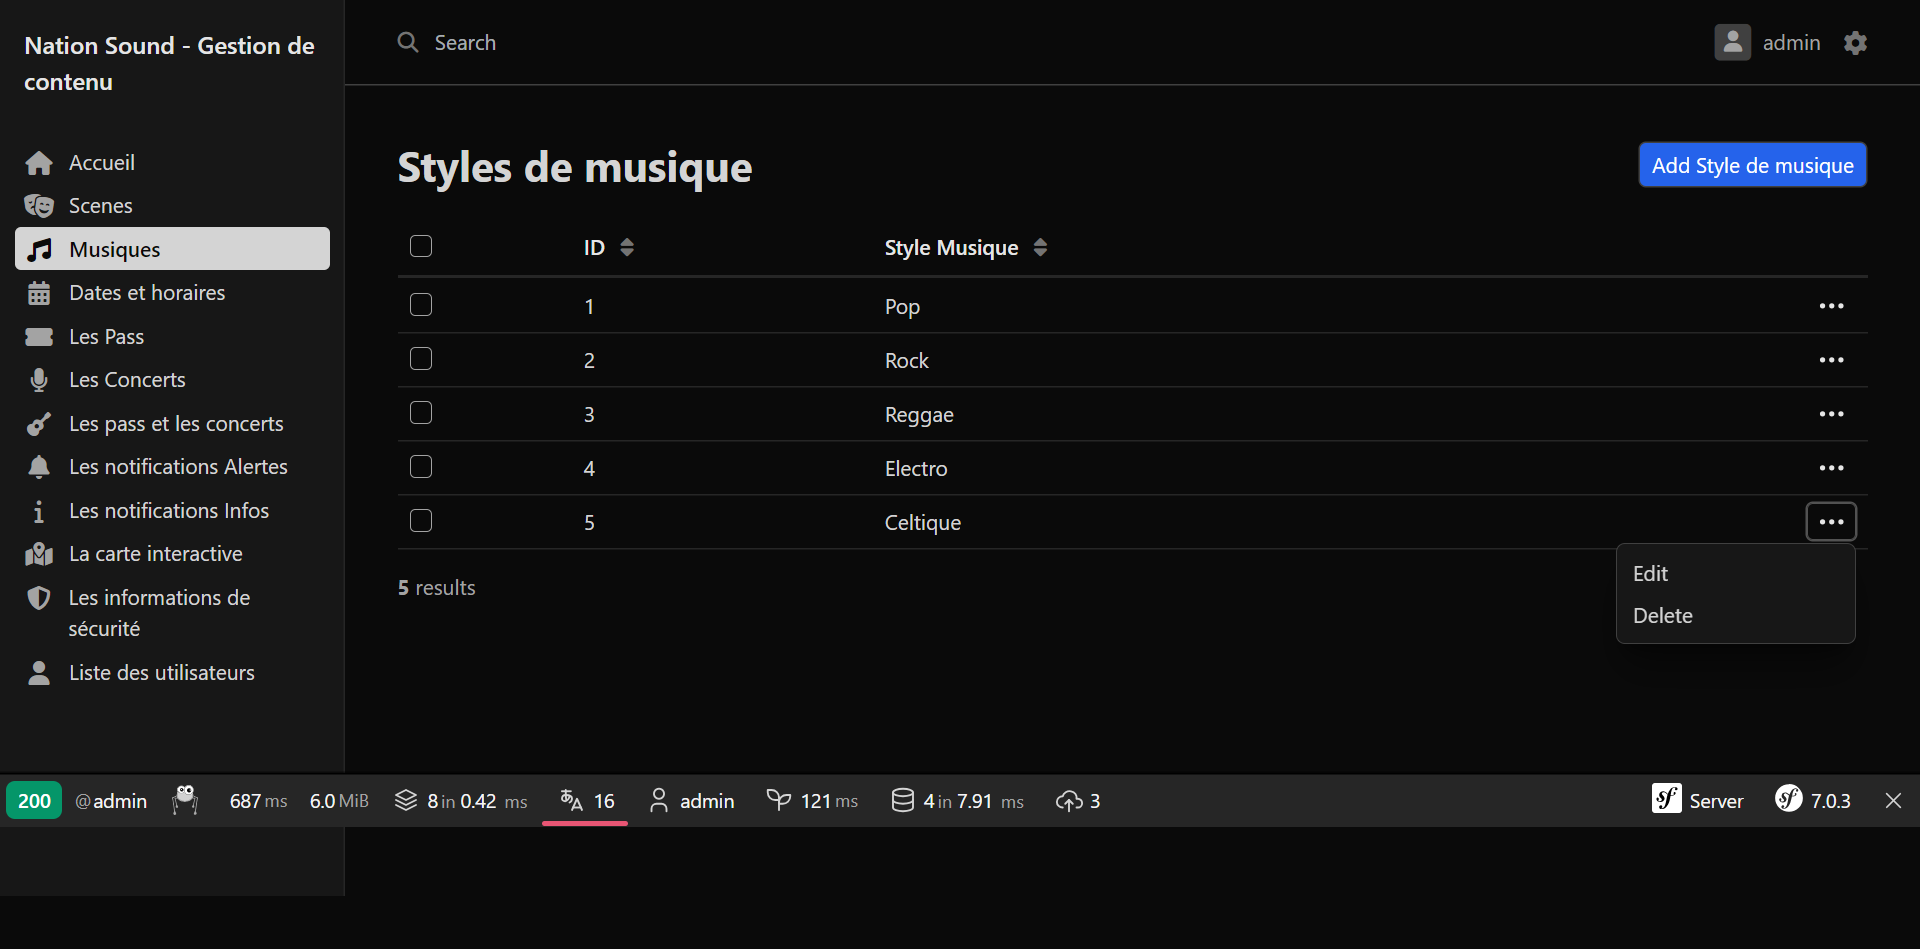 Nation Sound - Gestion de
contenu
Accueil
Scenes
Musiques
Dates et horaires
Les Pass
Les Concerts
Les pass et les concerts
Les notifications Alertes
Les notifications Infos
La carte interactive
Les informations de
sécurité
Liste des utilisateurs
Search
admin
Styles de musique
Add Style de musique
ID Style Musique
1 Pop
2 Rock
3 Reggae
4 Electro
5 Celtique
Edit
Delete
5 results
200 @admin 687 ms 6.0 MiB 8 in 0.42 ms 16 admin 121 ms 4 in 7.91 ms 3 Server 7.0.3